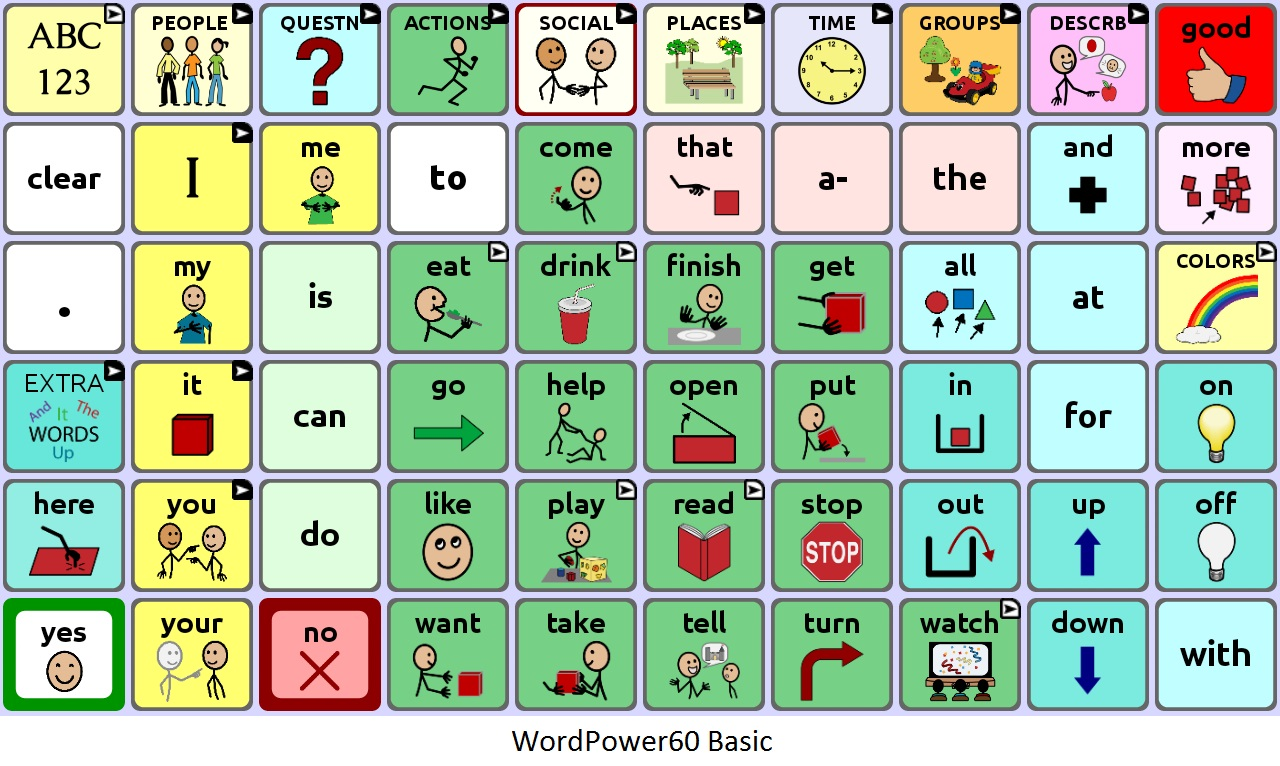 ABC
123
PEOPLE
QUESTN
?
ACTIONS
SOCIAL
PLACES
TIME
GROUPS
DESCRB
good
clear
I
me
to
come
that
a-
the
and
more
.
my
is
eat
drink
finish
get
all
at
COLORS
EXTRA
And It The
WORDS
Up
it
can
go
help
open
put
in
for
on
here
you
do
like
play
read
stop
STOP
out
up
off
yes
your
no
want
take
tell
turn
watch
down
with
WordPower60 Basic